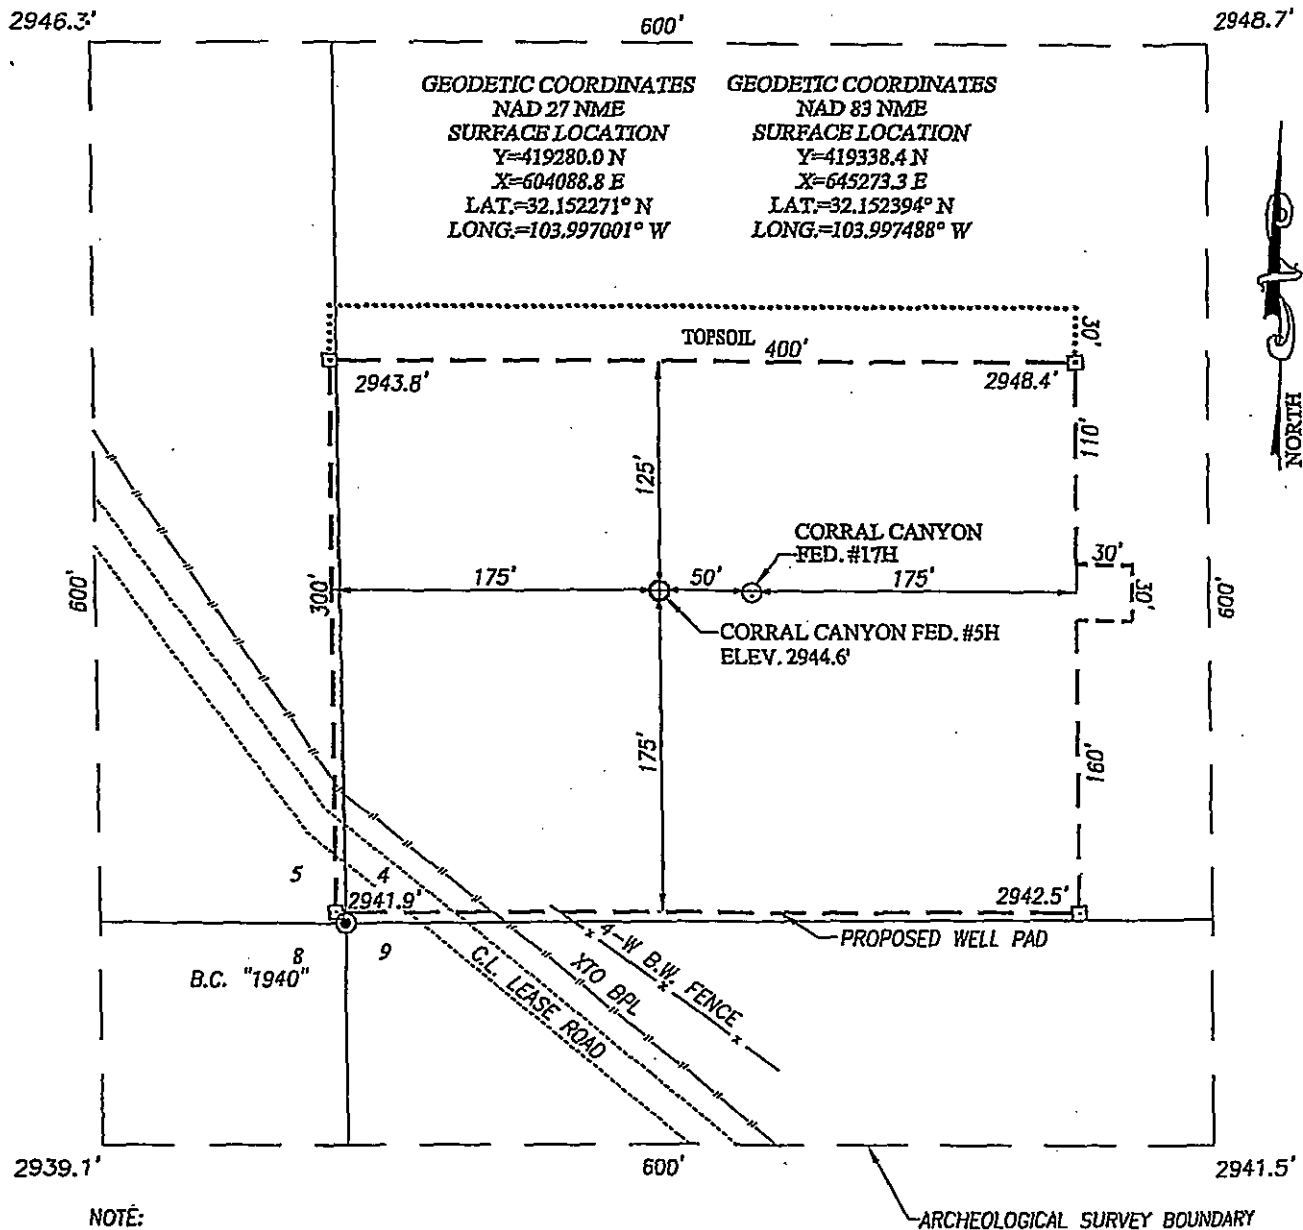 2946.3'
600'
2948.7'
GEODETIC COORDINATES
NAD 27 NME
SURFACE LOCATION
Y=419280.0 N
X=604088.8 E
LAT.=32.152271° N
LONG.=103.997001° W
GEODETIC COORDINATES
NAD 83 NME
SURFACE LOCATION
Y=419338.4 N
X=645273.3 E
LAT.=32.152394° N
LONG.=103.997488° W
NORTH
TOPSOIL
400'
30'
2943.8'
2948.4'
110'
125'
CORRAL CANYON
FED. #17H
600'
300'
175'
50'
175'
30'
30'
600'
CORRAL CANYON FED. #5H
ELEV. 2944.6'
175'
160'
5
4
2941.9'
2942.5'
8
9
B.C. "1940"
PROPOSED WELL PAD
4-W B.W. FENCE
XTO BPL
C.L. LEASE ROAD
2939.1'
600'
2941.5'
NOTE:
ARCHEOLOGICAL SURVEY BOUNDARY